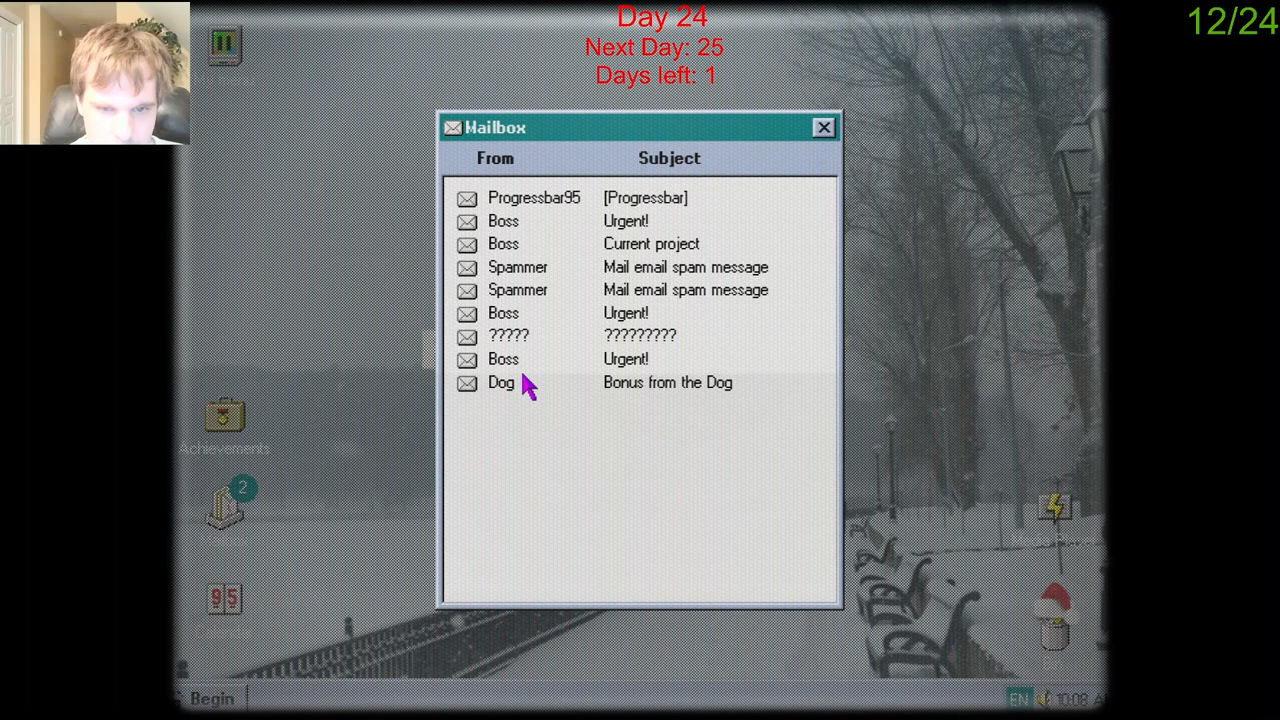 Day 24
Next Day: 25
Days left: 1
12/24
Mailbox
From Subject
Progressbar95 [Progressbar]
Boss Urgent!
Boss Current project
Spammer Mail email spam message
Spammer Mail email spam message
Boss Urgent!
????? ?????????
Boss Urgent!
Dog Bonus from the Dog
Achievements
2
95
Begin
EN 10:08 A